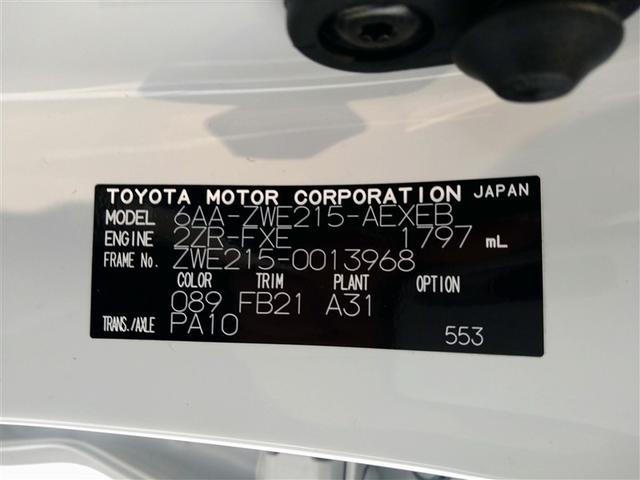 TOYOTA MOTOR CORPORATION JAPAN
MODEL 6AA-ZWE215-AEXEB
ENGINE 2ZR-FXE 1797 mL
FRAME No. ZWE215-0013968
COLOR TRIM PLANT OPTION
089 FB21 A31
TRANS./AXLE PA10
553